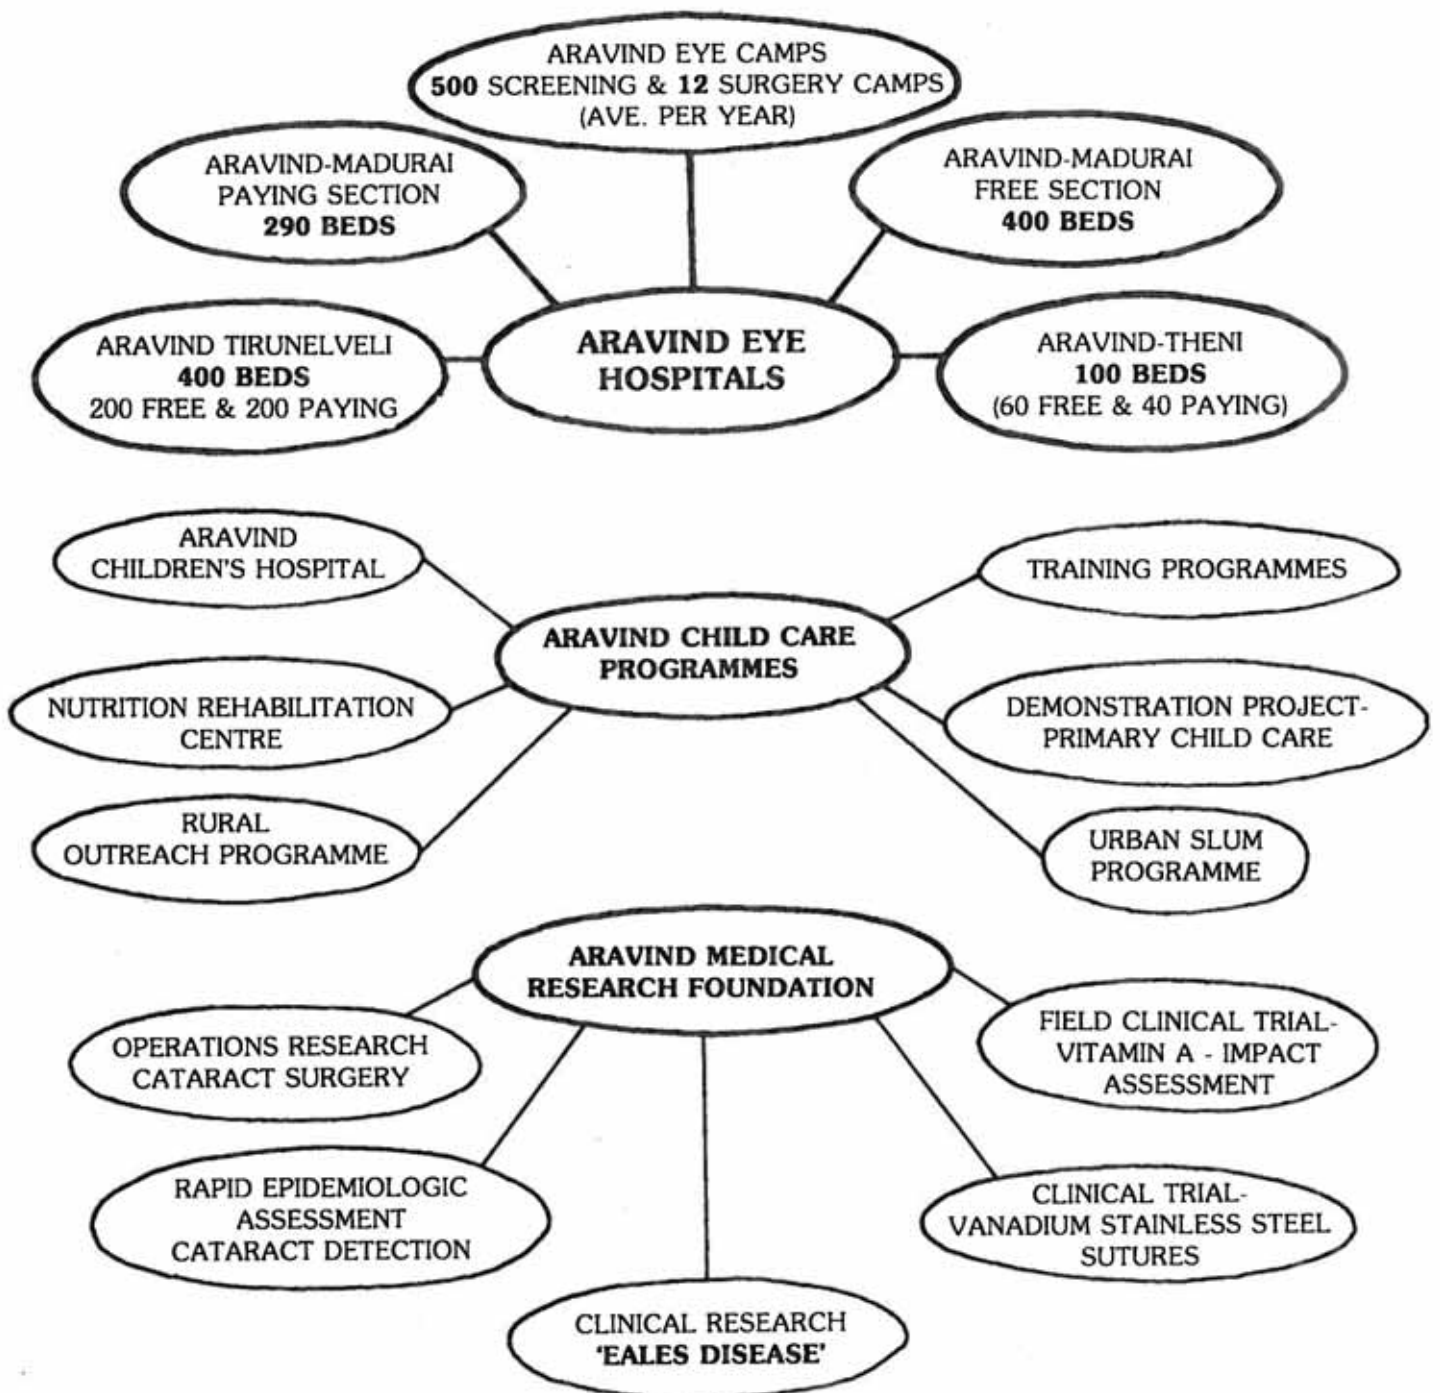 ARAVIND EYE CAMPS
500 SCREENING & 12 SURGERY CAMPS
(AVE. PER YEAR)
ARAVIND-MADURAI
PAYING SECTION
290 BEDS
ARAVIND-MADURAI
FREE SECTION
400 BEDS
ARAVIND TIRUNELVELI
400 BEDS
200 FREE & 200 PAYING
ARAVIND EYE
HOSPITALS
ARAVIND-THENI
100 BEDS
(60 FREE & 40 PAYING)
ARAVIND
CHILDREN'S HOSPITAL
TRAINING PROGRAMMES
ARAVIND CHILD CARE
PROGRAMMES
NUTRITION REHABILITATION
CENTRE
DEMONSTRATION PROJECT-
PRIMARY CHILD CARE
RURAL
OUTREACH PROGRAMME
URBAN SLUM
PROGRAMME
ARAVIND MEDICAL
RESEARCH FOUNDATION
OPERATIONS RESEARCH
CATARACT SURGERY
FIELD CLINICAL TRIAL-
VITAMIN A - IMPACT
ASSESSMENT
RAPID EPIDEMIOLOGIC
ASSESSMENT
CATARACT DETECTION
CLINICAL TRIAL-
VANADIUM STAINLESS STEEL
SUTURES
CLINICAL RESEARCH
'EALES DISEASE'